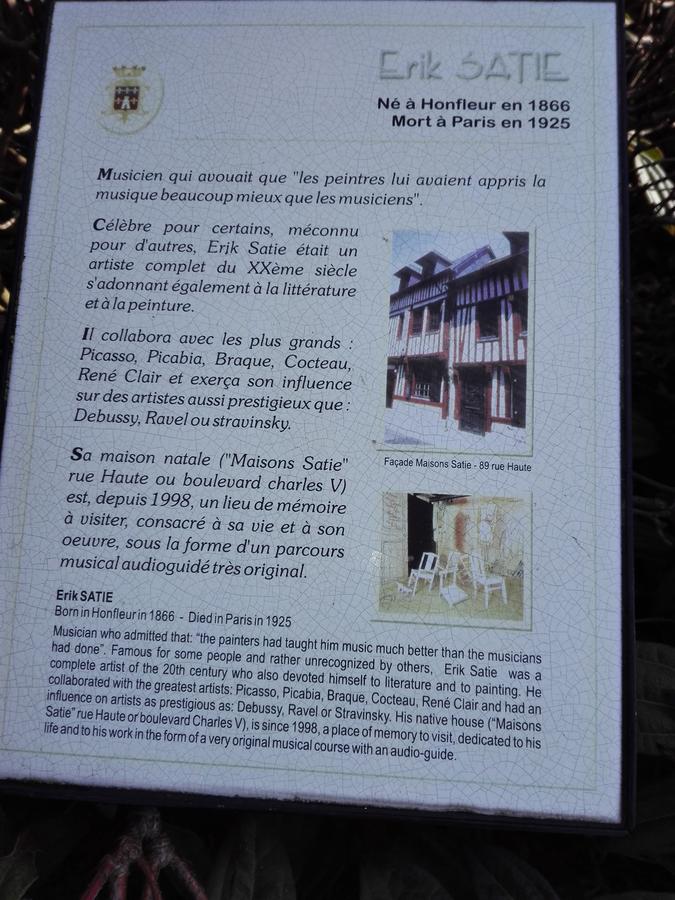 Erik SATIE
Né à Honfleur en 1866
Mort à Paris en 1925
Musicien qui avouait que "les peintres lui avaient appris la
musique beaucoup mieux que les musiciens".
Célèbre pour certains, méconnu
pour d'autres, Erik Satie était un
artiste complet du XXème siècle
s'adonnant également à la littérature
et à la peinture.
Il collabora avec les plus grands :
Picasso, Picabia, Braque, Cocteau,
René Clair et exerça son influence
sur des artistes aussi prestigieux que :
Debussy, Ravel ou stravinsky.
Façade Maisons Satie - 89 rue Haute
Sa maison natale ("Maisons Satie"
rue Haute ou boulevard charles V)
est, depuis 1998, un lieu de mémoire
à visiter, consacré à sa vie et à son
oeuvre, sous la forme d'un parcours
musical audioguidé très original.
Erik SATIE
Born in Honfleur in 1866 - Died in Paris in 1925
Musician who admitted that: “the painters had taught him music much better than the musicians
had done”. Famous for some people and rather unrecognized by others, Erik Satie was a
complete artist of the 20th century who also devoted himself to literature and to painting. He
collaborated with the greatest artists: Picasso, Picabia, Braque, Cocteau, René Clair and had an
influence on artists as prestigious as: Debussy, Ravel or Stravinsky. His native house (“Maisons
Satie” rue Haute or boulevard Charles V), is since 1998, a place of memory to visit, dedicated to his
life and to his work in the form of a very original musical course with an audio-guide.